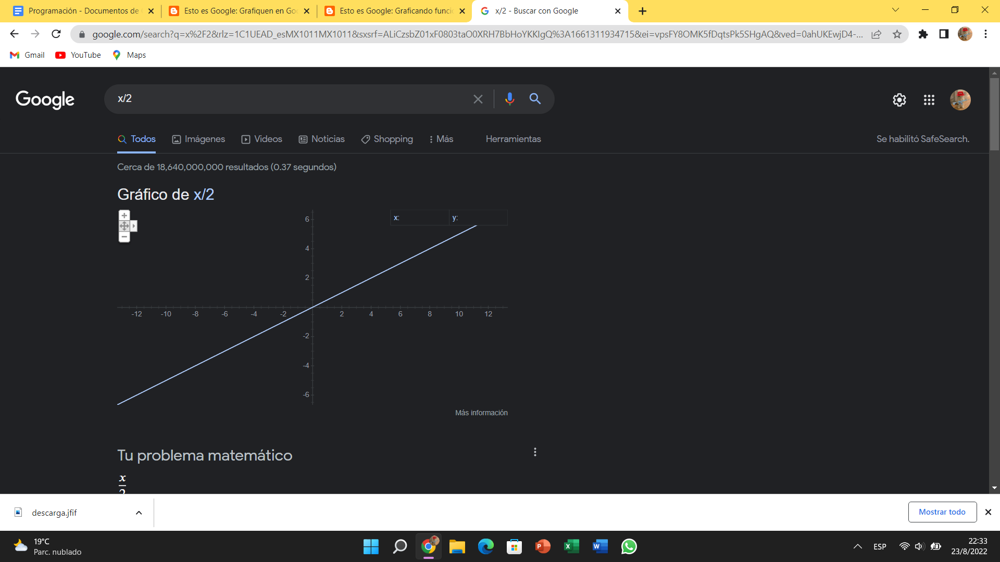 Programación - Documentos de
Esto es Google: Grafiquen en Go
Esto es Google: Graficando funci
x/2 - Buscar con Google
google.com/search?q=x%2F2&rlz=1C1UEAD_esMX1011MX1011&sxsrf=ALiCzsbZ01xF0803taO0XRH7BbHoYKKIgQ%3A1661311934715&ei=vpsFY8OMK5fDqtsPk5SHgAQ&ved=0ahUKEwjD4-...
Gmail YouTube Maps
Google
x/2
Todos Imágenes Videos Noticias Shopping Más Herramientas Se habilitó SafeSearch.
Cerca de 18,640,000,000 resultados (0.37 segundos)
Gráfico de x/2
x: y:
6
4
2
-12 -10 -8 -6 -4 -2 2 4 6 8 10 12
-2
-4
-6
Más información
Tu problema matemático
x
2
descarga.jfif
Mostrar todo
19°C
Parc. nublado
ESP
22:33
23/8/2022